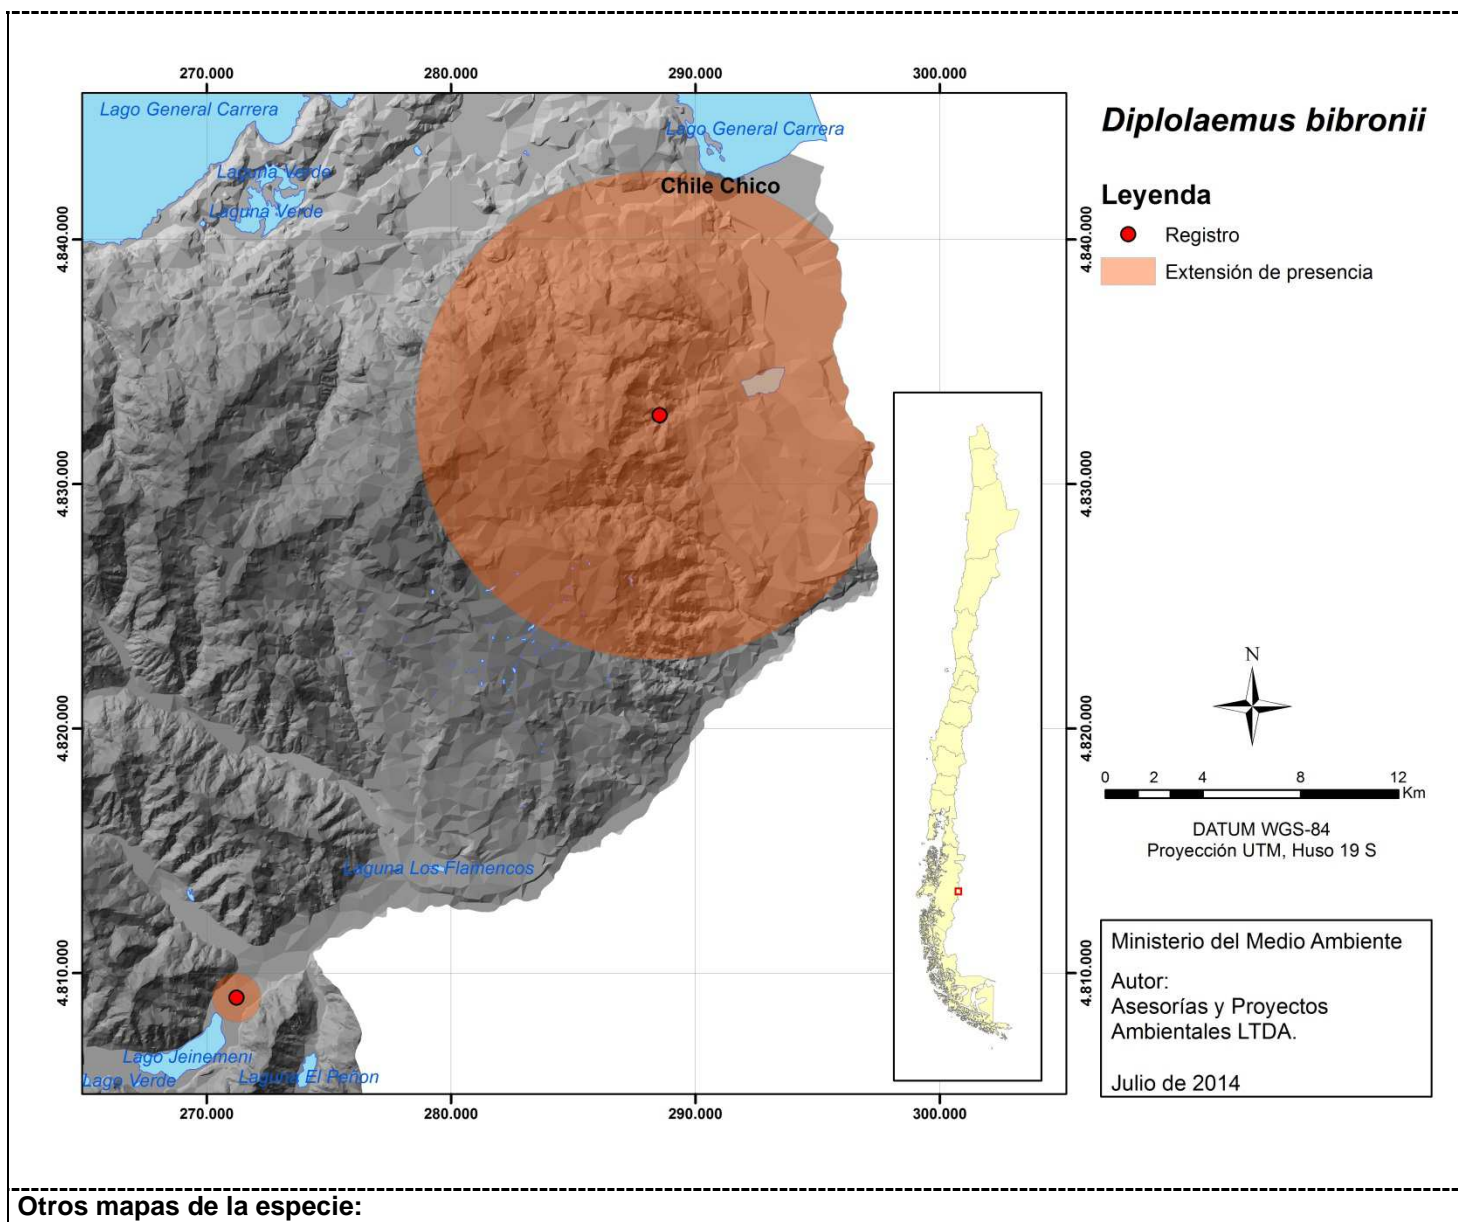 270.000
280.000
290.000
300.000
Lago General Carrera
Lago General Carrera
Laguna Verde
Laguna Verde
Chile Chico
4.840.000
4.840.000
4.830.000
4.830.000
4.820.000
4.820.000
4.810.000
4.810.000
Laguna Los Flamencos
Lago Jeinemeni
Lago Verde
Laguna El Peñon
270.000
280.000
290.000
300.000
Diplolaemus bibronii
Leyenda
Registro
Extensión de presencia
N
0 2 4 8 12
Km
DATUM WGS-84
Proyección UTM, Huso 19 S
Ministerio del Medio Ambiente
Autor:
Asesorías y Proyectos
Ambientales LTDA.
Julio de 2014
Otros mapas de la especie: